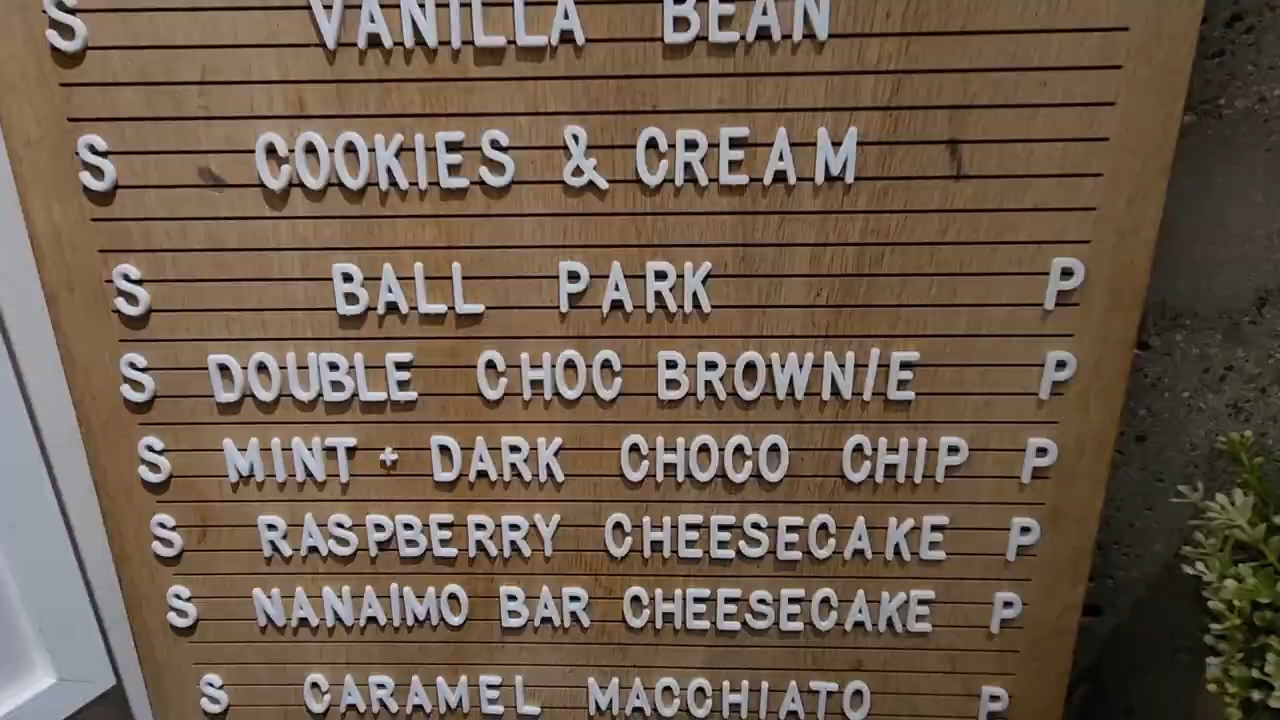 S VANILLA BEAN
S COOKIES & CREAM
S BALL PARK P
S DOUBLE CHOC BROWNIE P
S MINT + DARK CHOCO CHIP P
S RASPBERRY CHEESECAKE P
S NANAIMO BAR CHEESECAKE P
S CARAMEL MACCHIATO P